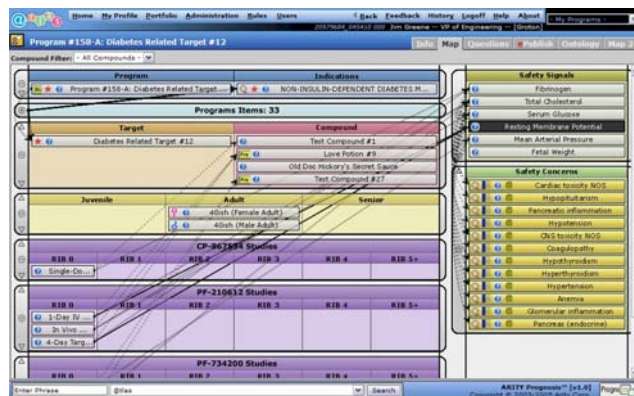 Home My Profile Portfolio Administration Rules Users
Back Feedback History Logoff Help About - My Programs -
Jim Greene -- VP of Engineering -- [Groton]
Program #158-A: Diabetes Related Target #12
Info Map Questions Publish Ontology Map 2
Compound Filter: - All Compounds -
Program Indications
Program #158-A: Diabetes Related Target ... NON-INSULIN-DEPENDENT DIABETES M...
Programs Items: 33
Target Compound
Diabetes Related Target #12 Test Compound #1
Love Potion #9
Old Doc Hickory's Secret Sauce
Test Compound #27
Juvenile Adult Senior
40ish (Female Adult)
40ish (Male Adult)
Studies
RIB 0 RIB 1 RIB 2 RIB 3 RIB 4 RIB 5+
Single-Do...
PF-210612 Studies
RIB 0 RIB 1 RIB 2 RIB 3 RIB 4 RIB 5+
1-Day IV ...
In Vivo ...
4-Day Targ...
PF-734200 Studies
RIB 0 RIB 1 RIB 2 RIB 3 RIB 4 RIB 5+
Safety Signals
Fibrinogen
Total Cholesterol
Serum Glucose
Resting Membrane Potential
Mean Arterial Pressure
Fetal Weight
Safety Concerns
Cardiac toxicity NOS
Hypopituitarism
Pancreatic inflammation
Hypotension
CNS toxicity NOS
Coagulopathy
Hypothyroidism
Hyperthyroidism
Hypertension
Anemia
Glomerular inflammation
Pancreas (endocrine)
Enter Phrase @tlas Search
ARITY Prognosis™ [v1.0]